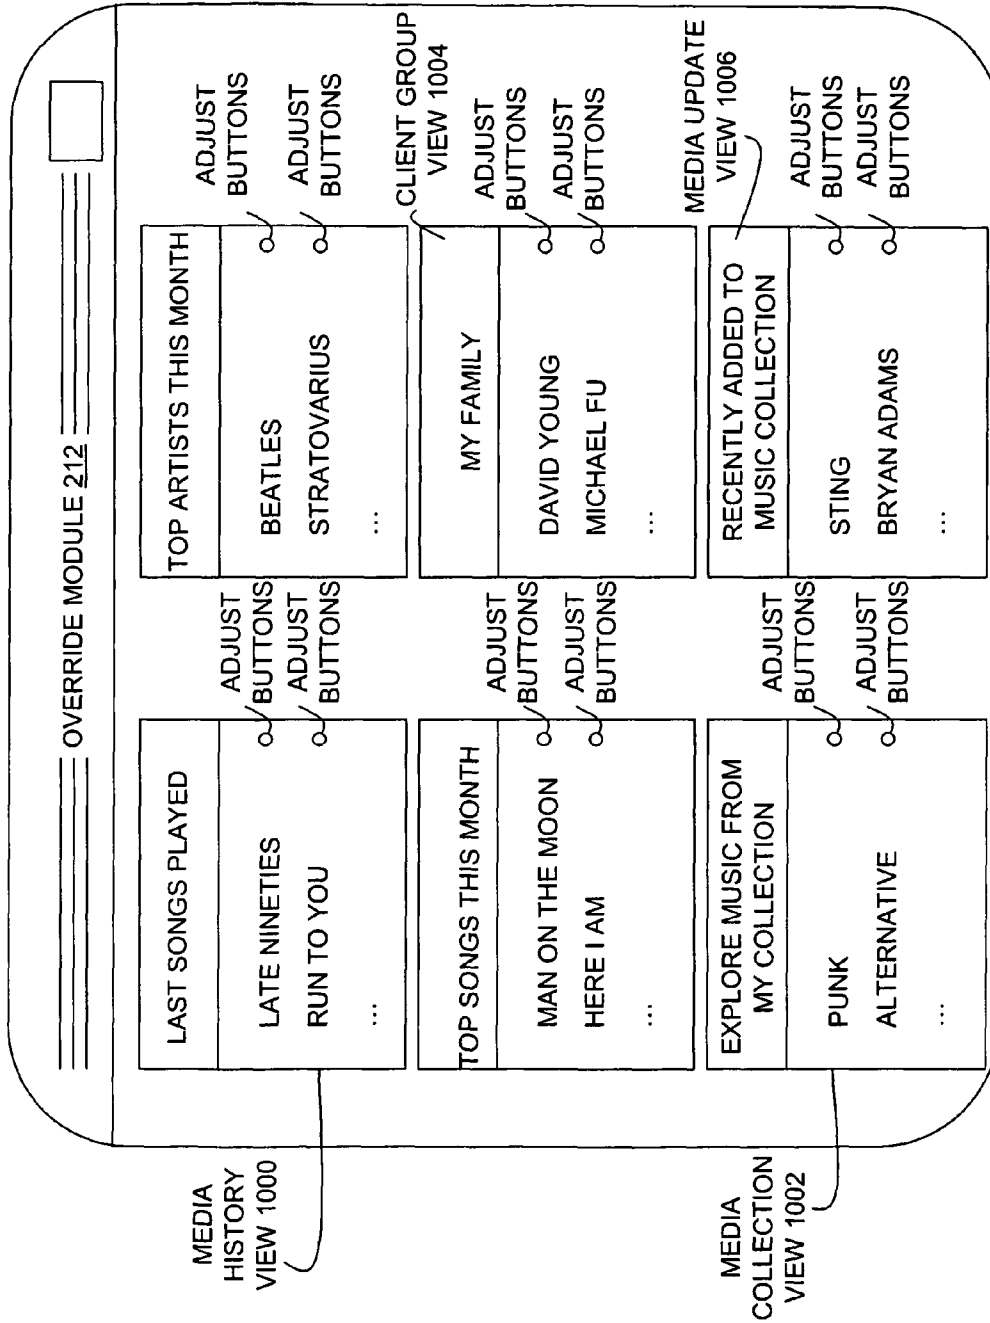 OVERRIDE MODULE 212
LAST SONGS PLAYED
LATE NINETIES
RUN TO YOU
...
ADJUST
BUTTONS
ADJUST
BUTTONS
MEDIA
HISTORY
VIEW 1000
TOP ARTISTS THIS MONTH
BEATLES
STRATOVARIUS
...
ADJUST
BUTTONS
ADJUST
BUTTONS
TOP SONGS THIS MONTH
MAN ON THE MOON
HERE I AM
...
ADJUST
BUTTONS
ADJUST
BUTTONS
CLIENT GROUP
VIEW 1004
MY FAMILY
DAVID YOUNG
MICHAEL FU
...
ADJUST
BUTTONS
ADJUST
BUTTONS
EXPLORE MUSIC FROM
MY COLLECTION
PUNK
ALTERNATIVE
...
ADJUST
BUTTONS
ADJUST
BUTTONS
MEDIA
COLLECTION
VIEW 1002
MEDIA UPDATE
VIEW 1006
RECENTLY ADDED TO
MUSIC COLLECTION
STING
BRYAN ADAMS
...
ADJUST
BUTTONS
ADJUST
BUTTONS